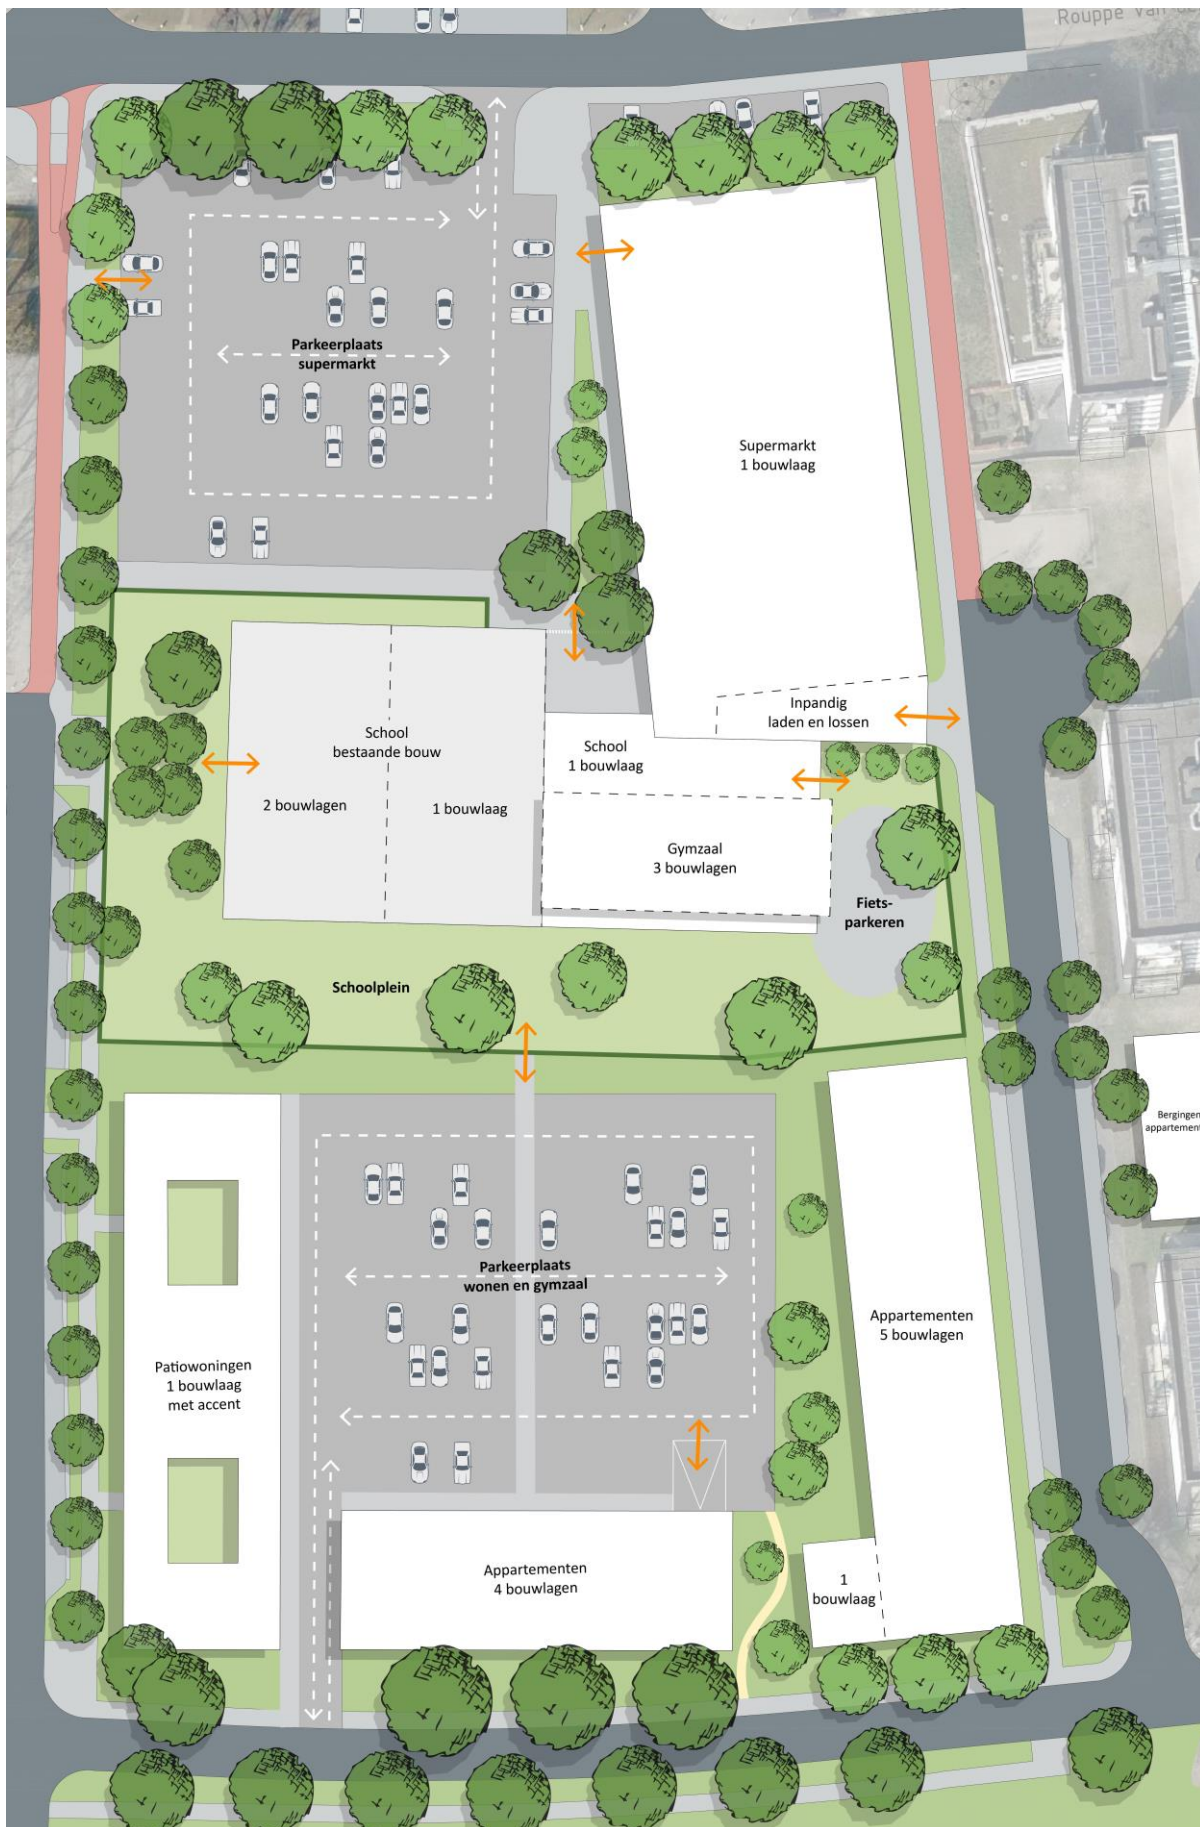 Rouppe Van
Parkeerplaats
supermarkt
Supermarkt
1 bouwlaag
Inpandig
laden en lossen
School
bestaande bouw
School
1 bouwlaag
2 bouwlagen
1 bouwlaag
Gymzaal
3 bouwlagen
Fiets-
parkeren
Schoolplein
Bergingen
appartement
Parkeerplaats
wonen en gymzaal
Appartementen
5 bouwlagen
Patiowoningen
1 bouwlaag
met accent
Appartementen
4 bouwlagen
1
bouwlaag